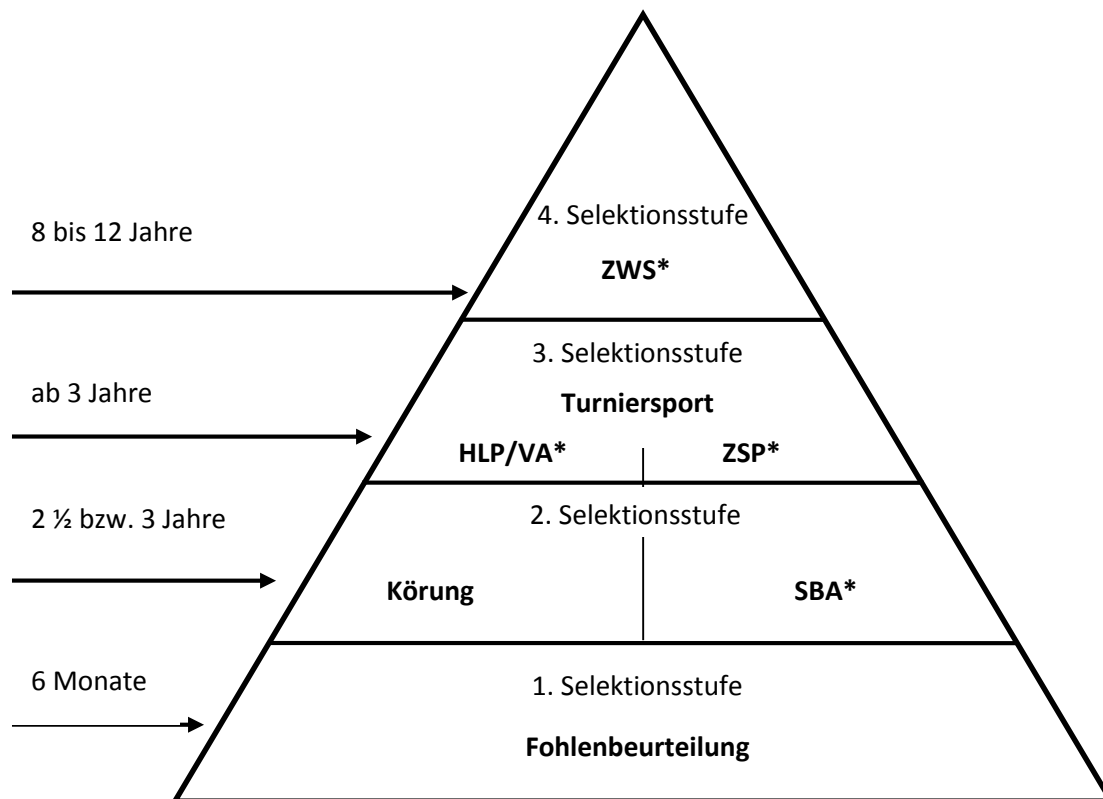 4. Selektionsstufe
8 bis 12 Jahre
ZWS*
3. Selektionsstufe
ab 3 Jahre
Turniersport
HLP/VA* ZSP*
2 ½ bzw. 3 Jahre
2. Selektionsstufe
Körung SBA*
6 Monate
1. Selektionsstufe
Fohlenbeurteilung